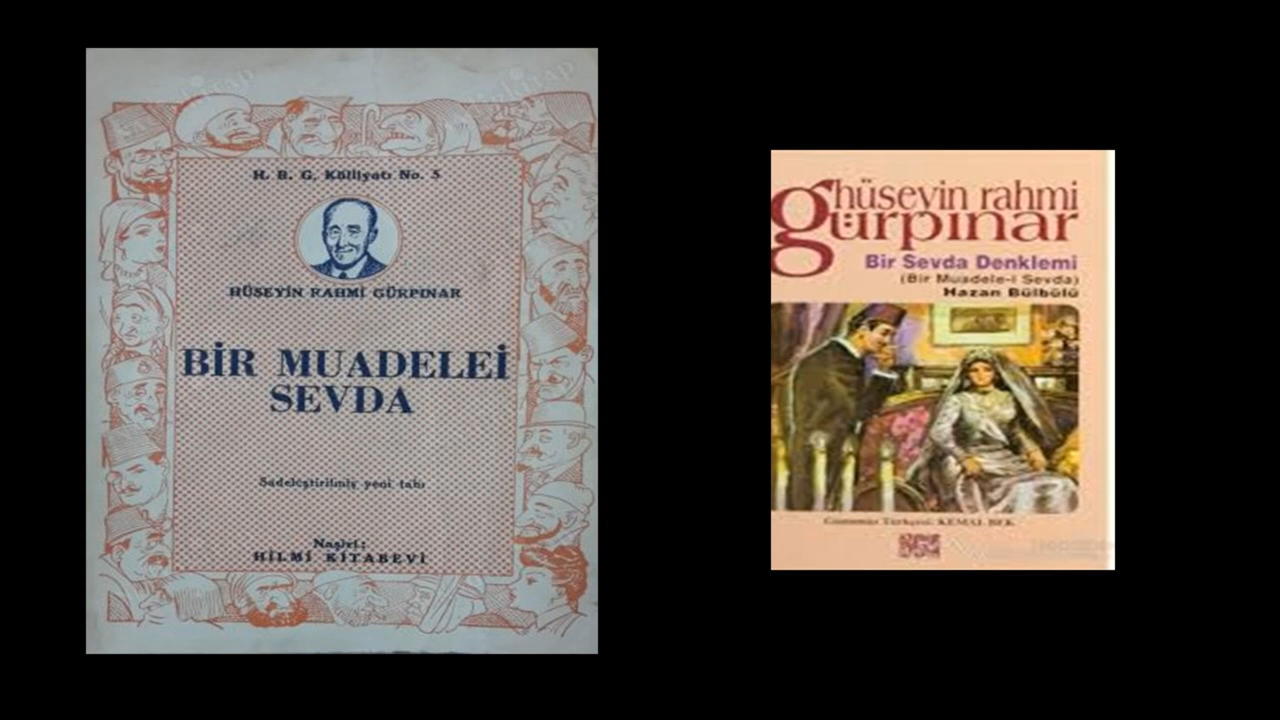 H. R. G. Külliyatı No. 5
HÜSEYİN RAHMİ GÜRPINAR
BİR MUADELEİ
SEVDA
Sadeleştirilmiş yeni tabı
Naşiri:
HİLMİ KİTABEVİ
hüseyin rahmi
gürpınar
Bir Sevda Denklemi
(Bir Muadele-i Sevda)
Hazan Bülbülü
Günümüz Türkçesi: KEMAL BEK